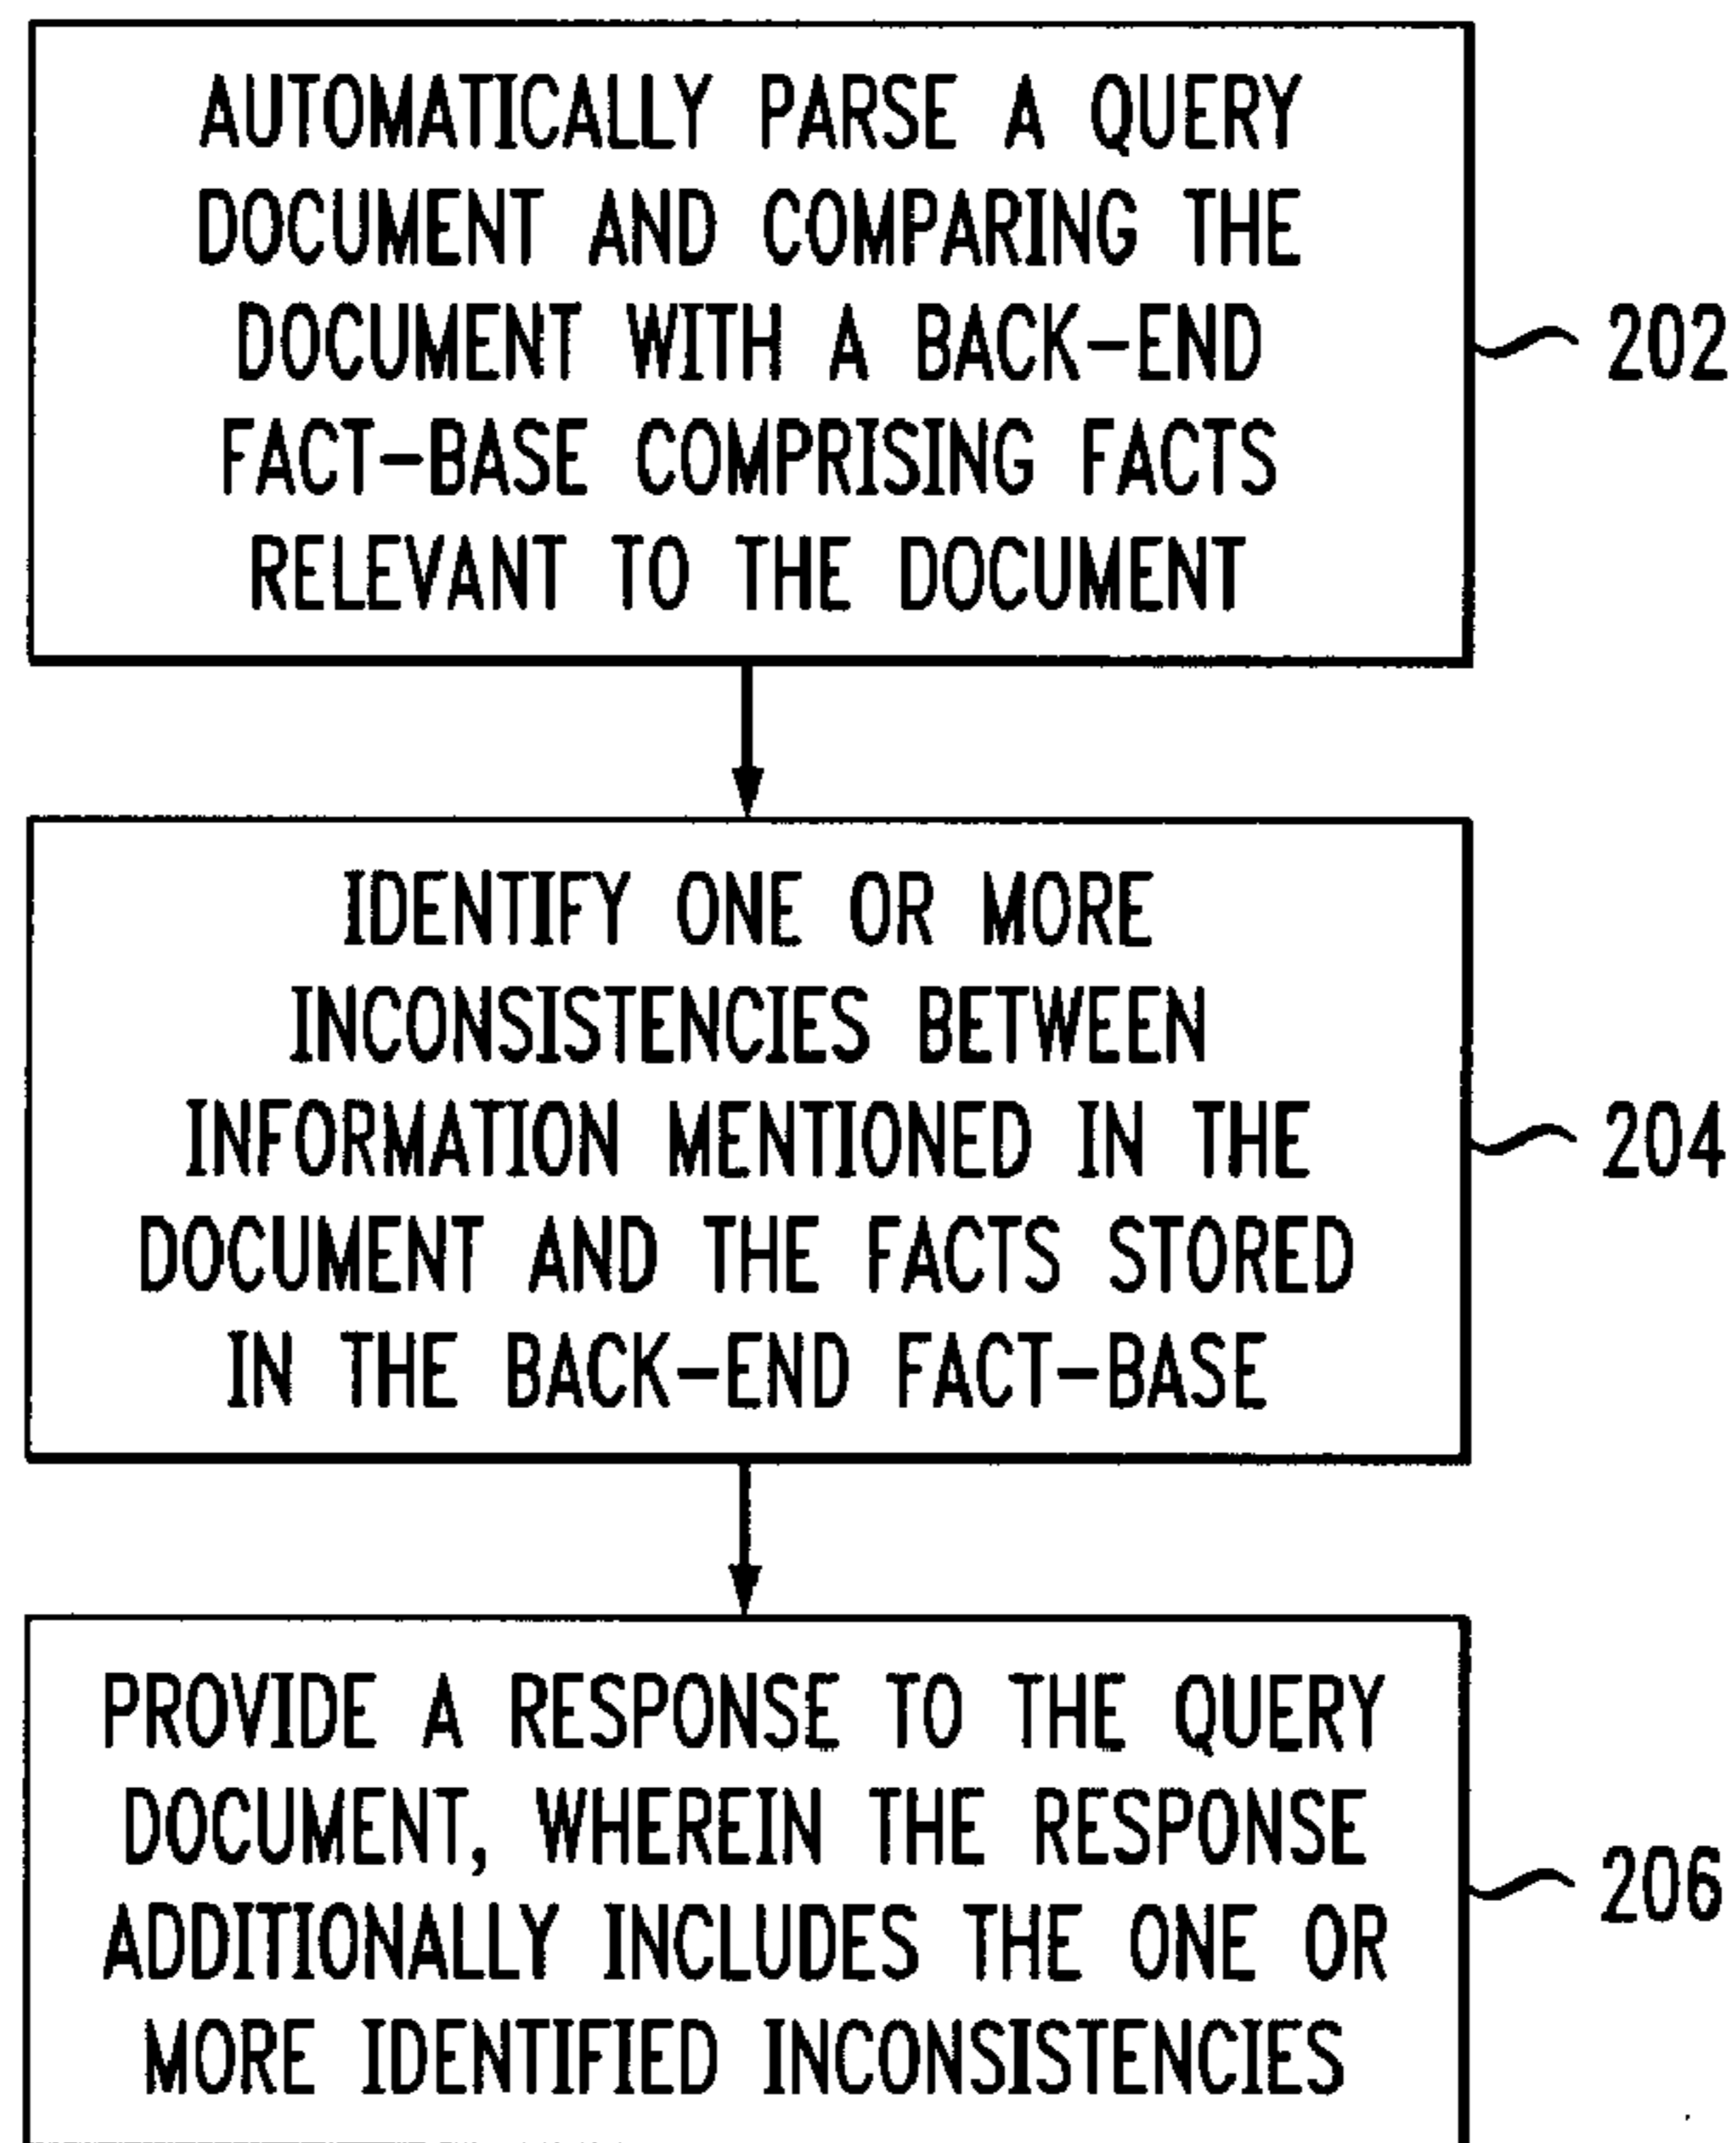 AUTOMATICALLY PARSE A QUERY
DOCUMENT AND COMPARING THE
DOCUMENT WITH A BACK-END
FACT-BASE COMPRISING FACTS
RELEVANT TO THE DOCUMENT
202
IDENTIFY ONE OR MORE
INCONSISTENCIES BETWEEN
INFORMATION MENTIONED IN THE
DOCUMENT AND THE FACTS STORED
IN THE BACK-END FACT-BASE
204
PROVIDE A RESPONSE TO THE QUERY
DOCUMENT, WHEREIN THE RESPONSE
ADDITIONALLY INCLUDES THE ONE OR
MORE IDENTIFIED INCONSISTENCIES
206